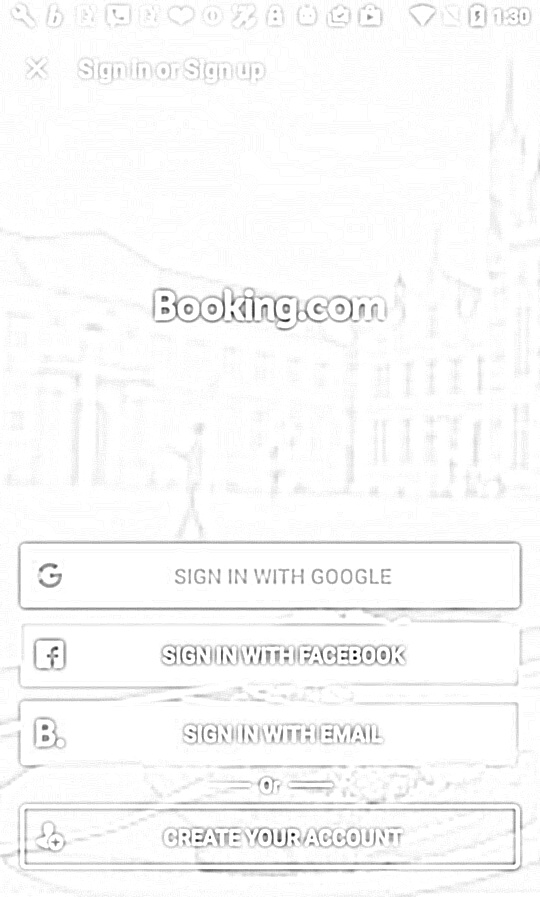 1:30
Sign in or Sign up
Booking.com
SIGN IN WITH GOOGLE
SIGN IN WITH FACEBOOK
B. SIGN IN WITH EMAIL
Or
CREATE YOUR ACCOUNT